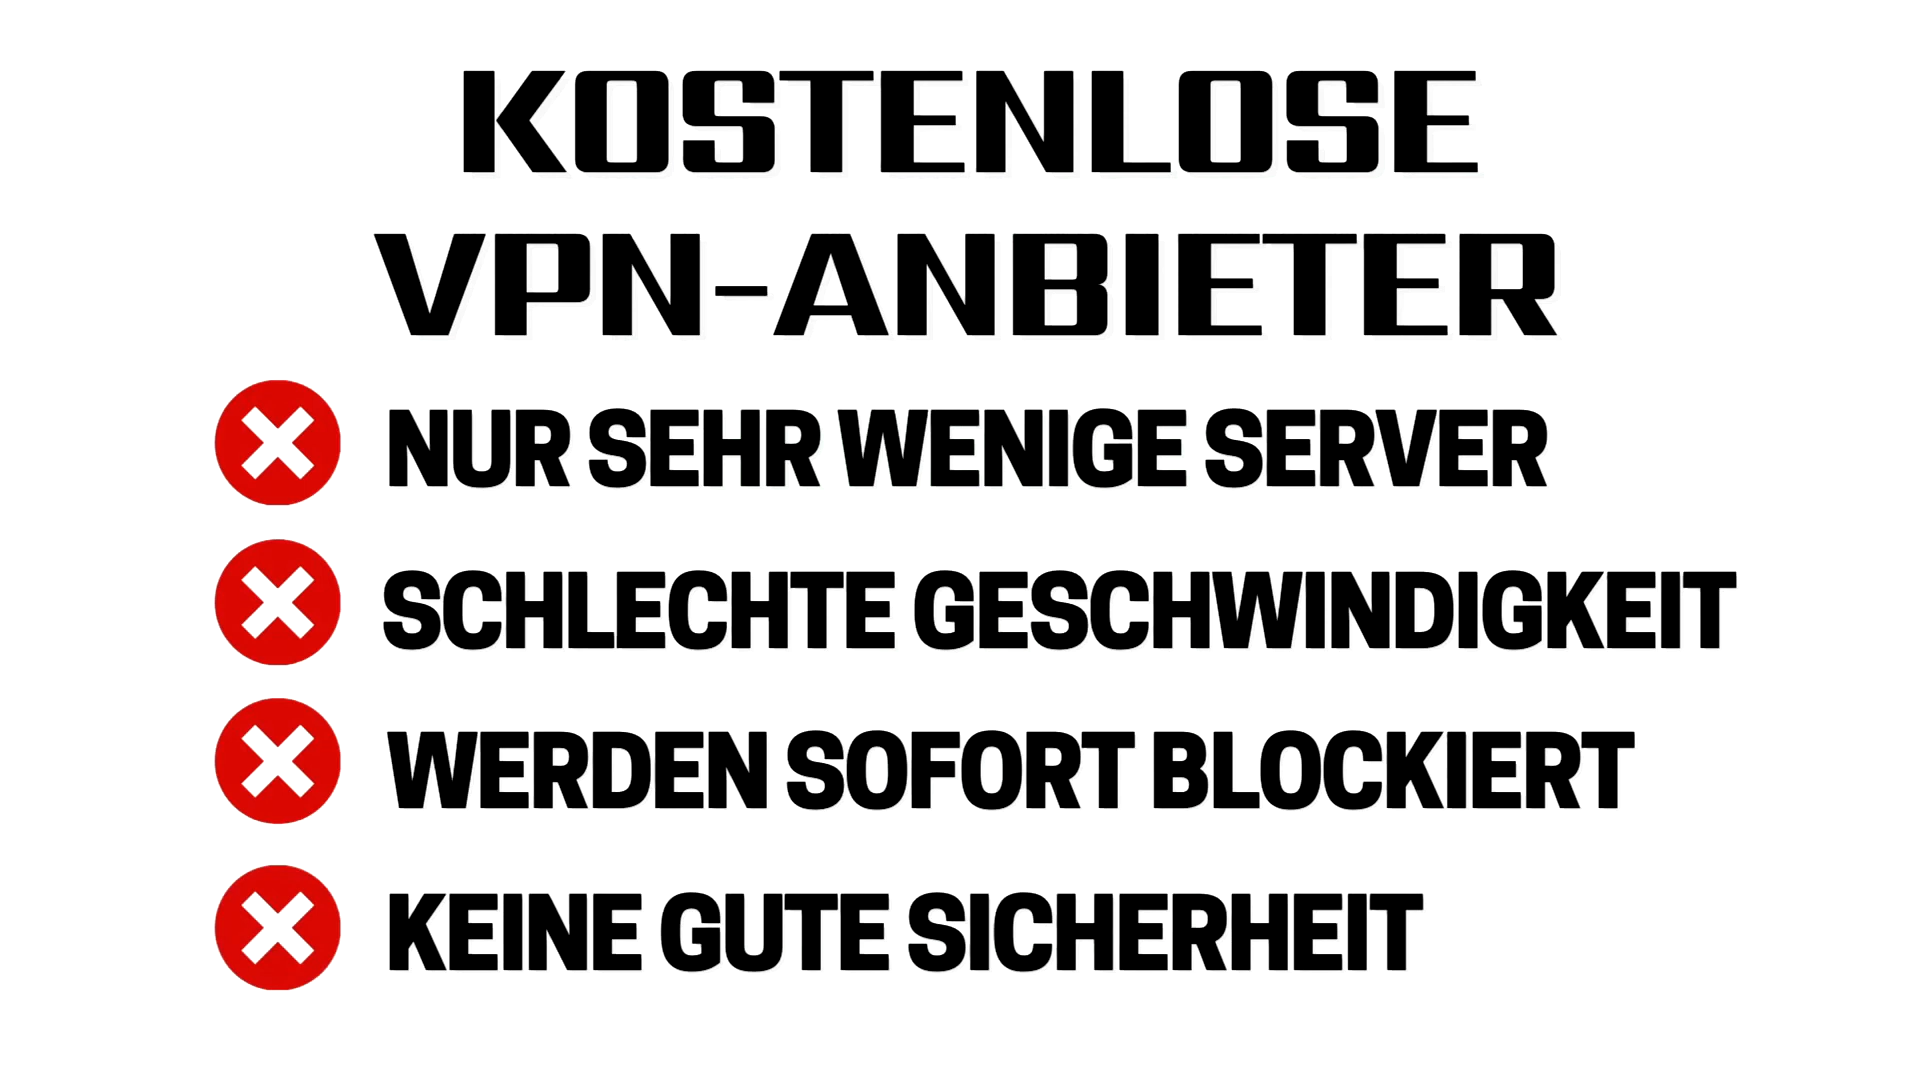 KOSTENLOSE
VPN-ANBIETER
NUR SEHR WENIGE SERVER
SCHLECHTE GESCHWINDIGKEIT
WERDEN SOFORT BLOCKIERT
KEINE GUTE SICHERHEIT